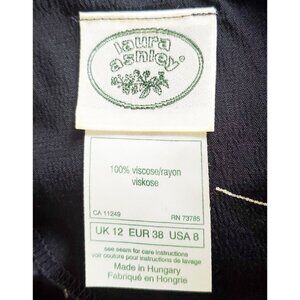 laura
ashley®
100% viscose/rayon
viskose
CA 11249 RN 73785
UK 12 EUR 38 USA 8
see seam for care instructions
voir couture pour instructions de lavage
Made in Hungary
Fabriqué en Hongrie